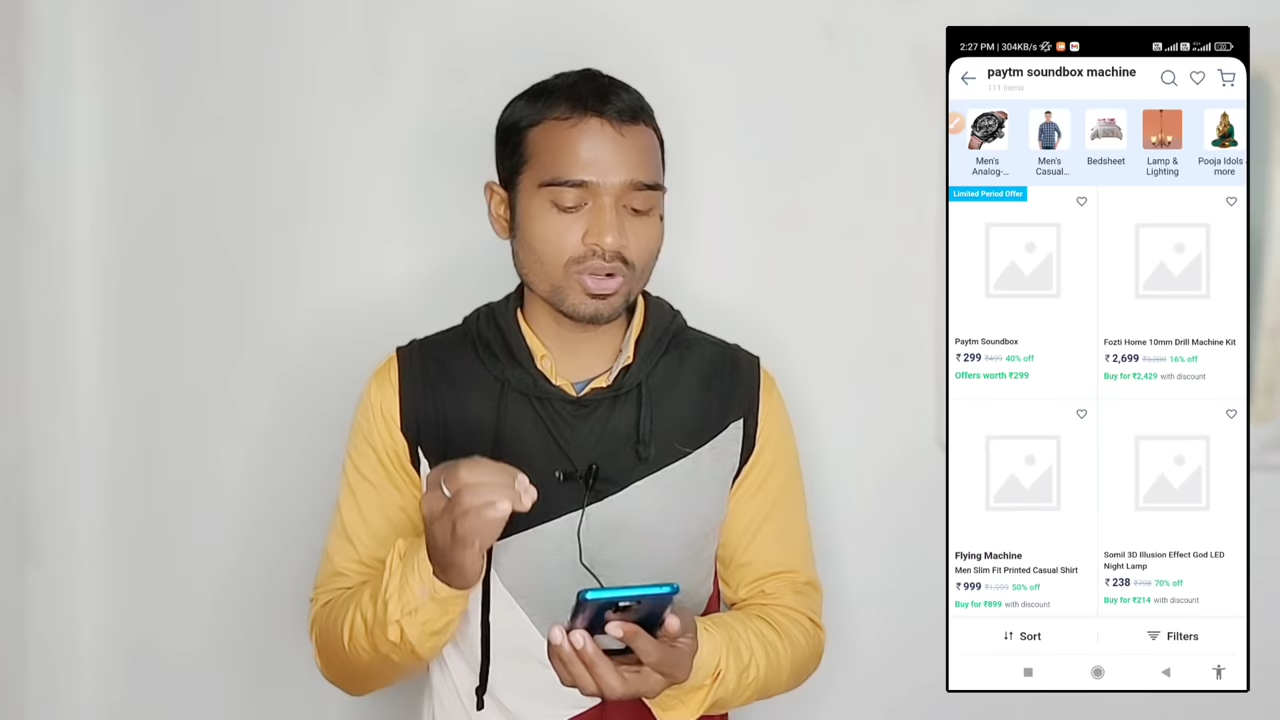 2:27 PM | 304KB/s
paytm soundbox machine
111 items
Men's
Analog-...
Men's
Casual...
Bedsheet
Lamp &
Lighting
Pooja Idols
more
Limited Period Offer
Paytm Soundbox
₹299 ₹499 40% off
Offers worth ₹299
Fozti Home 10mm Drill Machine Kit
₹2,699 16% off
Buy for ₹2,429 with discount
Flying Machine
Men Slim Fit Printed Casual Shirt
₹999 ₹1,999 50% off
Buy for ₹899 with discount
Somil 3D Illusion Effect God LED
Night Lamp
₹238 ₹798 70% off
Buy for ₹214 with discount
Sort
Filters